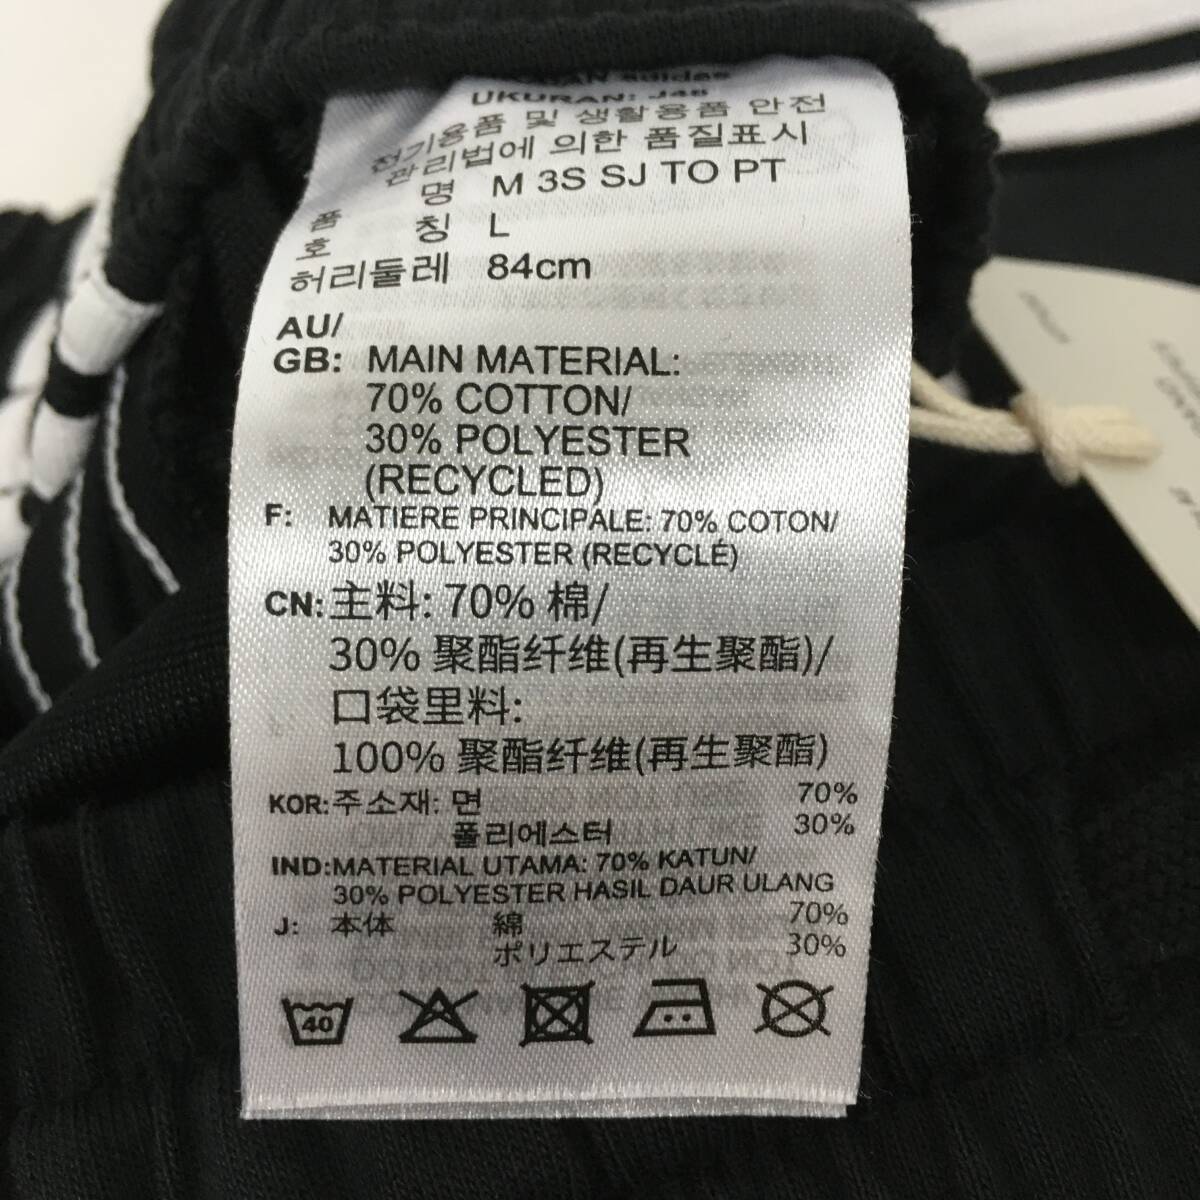 adidas
UKURAN: J48
전기용품 및 생활용품 안전
관리법에 의한 품질표시
품 명 M 3S SJ TO PT
호 칭 L
허리둘레 84cm
AU/
GB: MAIN MATERIAL:
70% COTTON/
30% POLYESTER
(RECYCLED)
F: MATIERE PRINCIPALE: 70% COTON/
30% POLYESTER (RECYCLÉ)
CN: 主料: 70% 棉/
30% 聚酯纤维(再生聚酯)/
口袋里料:
100% 聚酯纤维(再生聚酯)
KOR: 주소재: 면 70%
폴리에스터 30%
IND: MATERIAL UTAMA: 70% KATUN/
30% POLYESTER HASIL DAUR ULANG
J: 本体 綿 70%
ポリエステル 30%
40